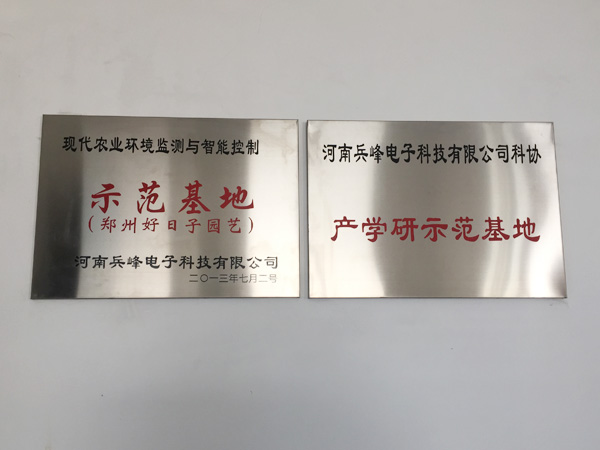 现代农业环境监测与智能控制
示范基地
（郑州好日子园艺）
河南兵峰电子科技有限公司
二〇一三年七月二号
河南兵峰电子科技有限公司科协
产学研示范基地